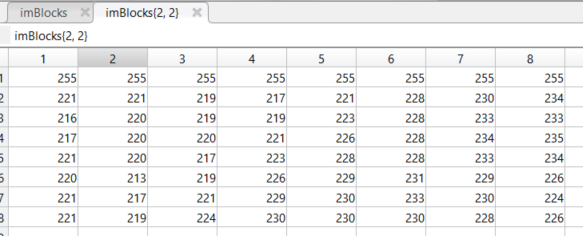 imBlocks imBlocks{2, 2}
imBlocks{2, 2}
1 2 3 4 5 6 7 8
1 255 255 255 255 255 255 255 255
2 221 221 219 217 221 228 230 234
3 216 220 219 219 223 228 233 233
4 217 220 220 221 226 228 234 235
5 221 220 217 223 228 228 233 234
6 220 213 219 226 229 231 229 226
7 221 217 221 229 230 233 230 224
8 221 219 224 230 230 230 228 226